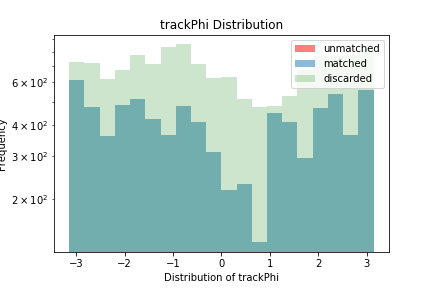 trackPhi Distribution
unmatched
matched
discarded
6 × 10²
4 × 10²
3 × 10²
2 × 10²
Frequency
−3 −2 −1 0 1 2 3
Distribution of trackPhi